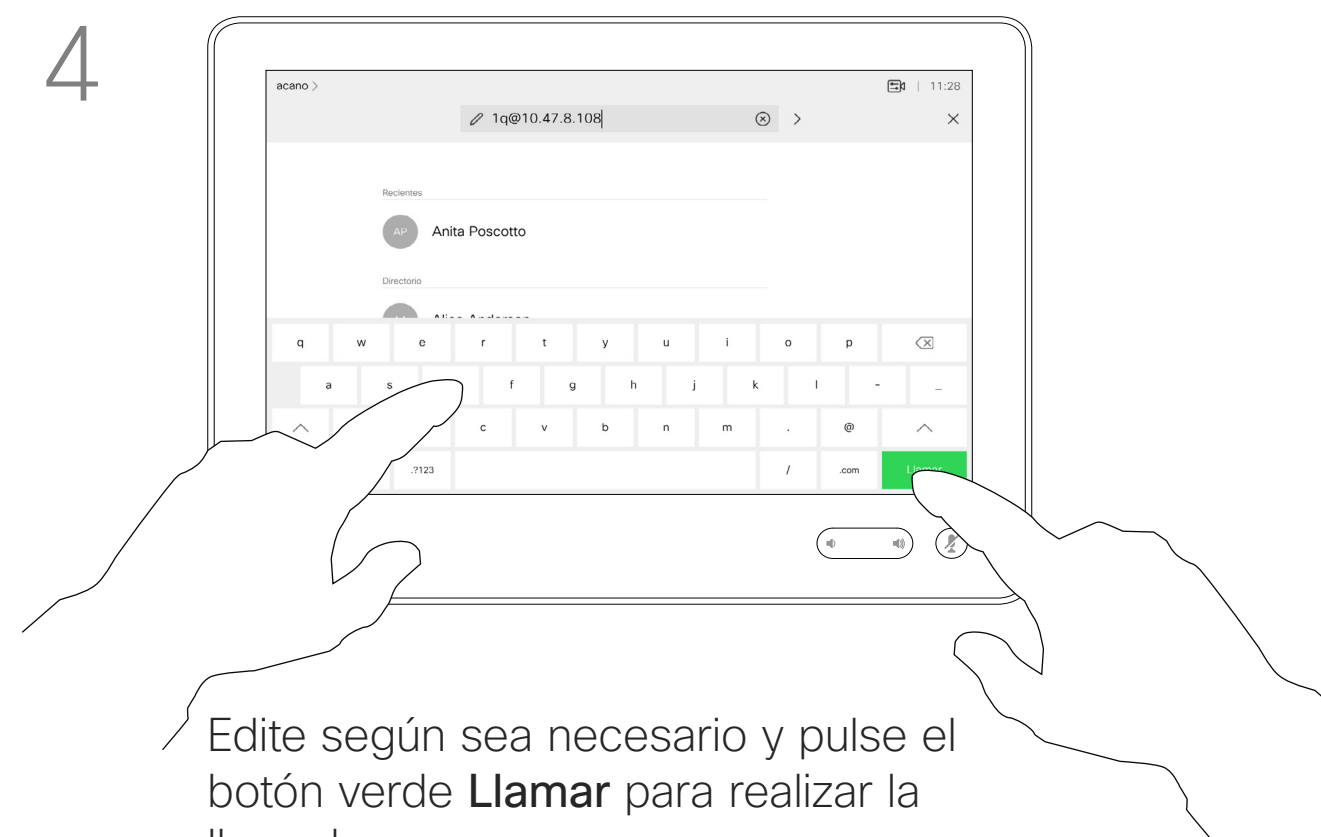 4
acano >
11:28
1q@10.47.8.108
Recientes
AP Anita Poscotto
Directorio
q w e r t y u i o p
a s f g h j k l - _
c v b n m . @
.?123 / .com
Edite según sea necesario y pulse el
botón verde Llamar para realizar la